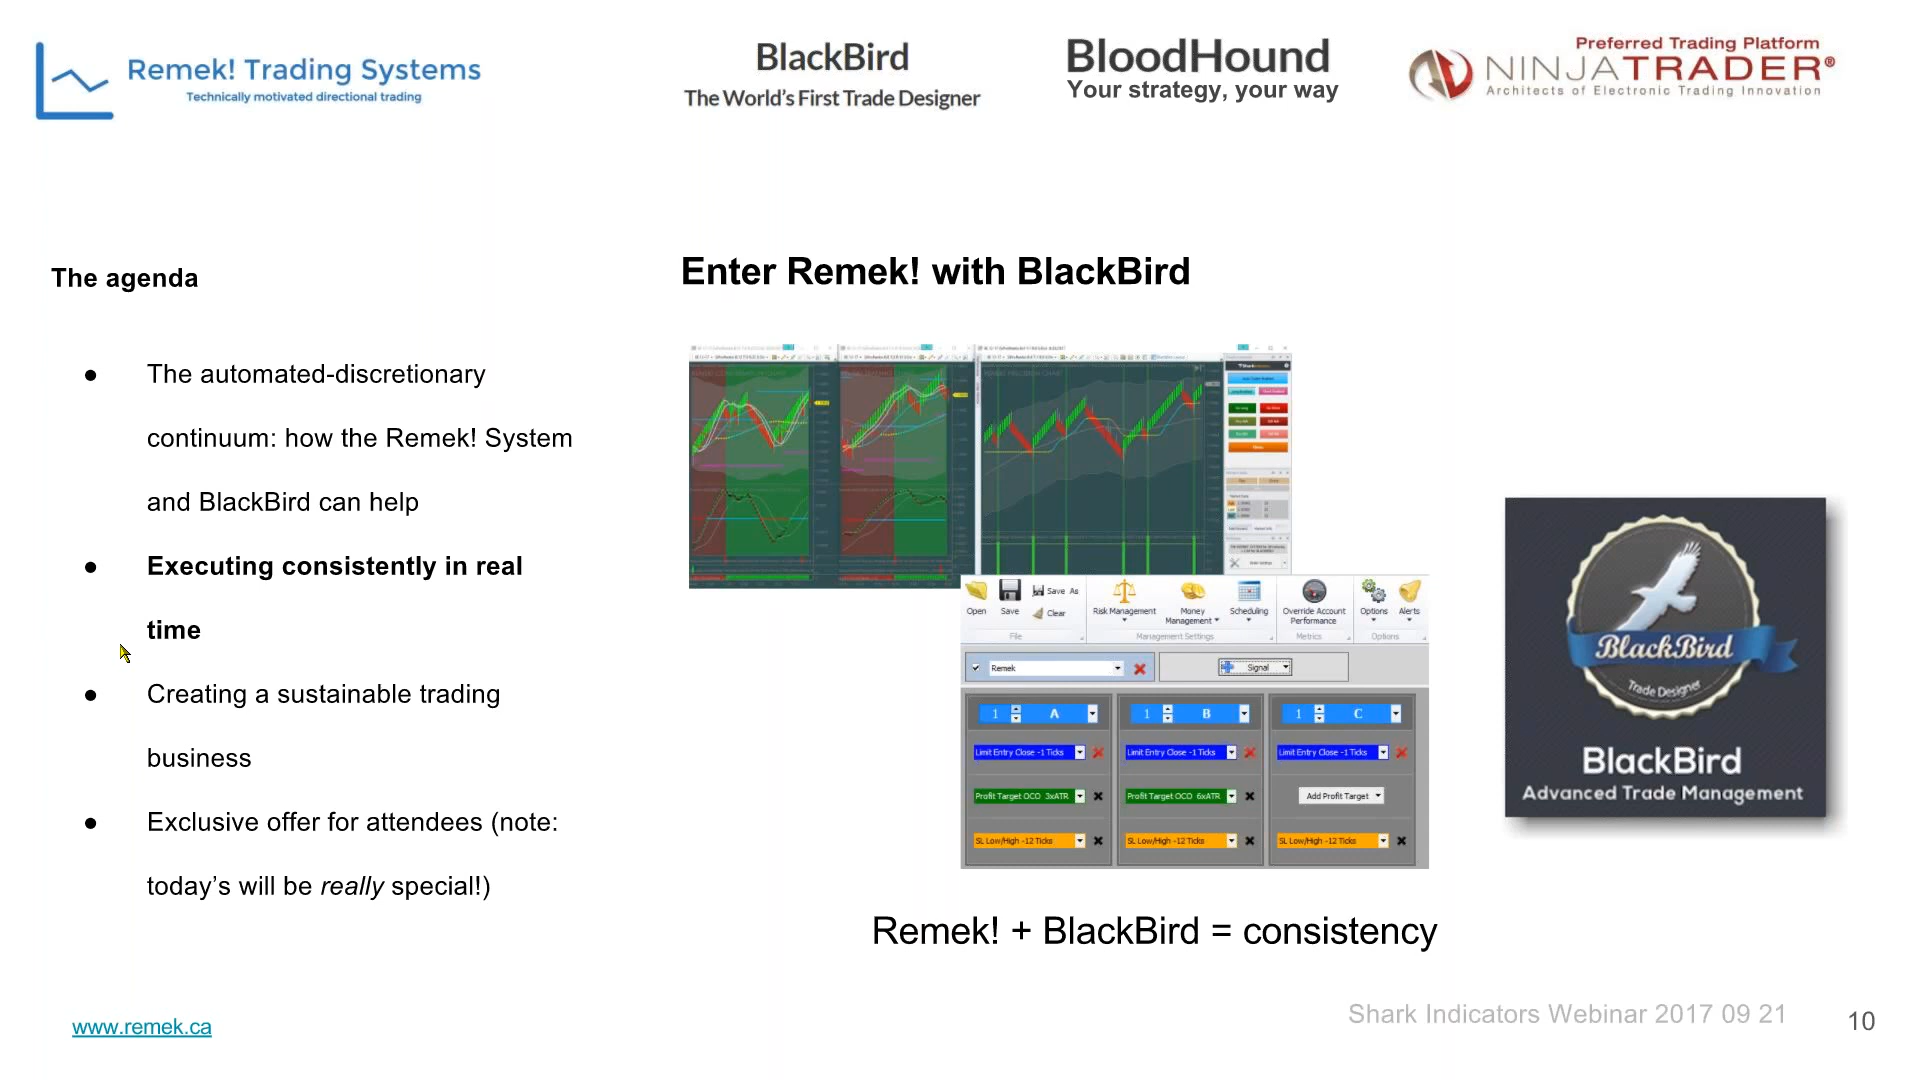 Remek! Trading Systems
Technically motivated directional trading
BlackBird
The World's First Trade Designer
BloodHound
Your strategy, your way
Preferred Trading Platform
NINJATRADER®
Architects of Electronic Trading Innovation
The agenda
● The automated-discretionary
continuum: how the Remek! System
and BlackBird can help
● Executing consistently in real
time
● Creating a sustainable trading
business
● Exclusive offer for attendees (note:
today's will be really special!)
Enter Remek! with BlackBird
Open
Save
Save As
Clear
File
Risk Management
Money
Management
Scheduling
Management Settings
Override Account
Performance
Metrics
Options
Alerts
Options
Remek
Signal
1 A
1 B
1 C
Limit Entry Close -1 Ticks
Limit Entry Close -1 Ticks
Limit Entry Close -1 Ticks
Profit Target OCO 3xATR
Profit Target OCO 6xATR
Add Profit Target
SL Low/High -12 Ticks
SL Low/High -12 Ticks
SL Low/High -12 Ticks
BlackBird
Trade Designer
BlackBird
Advanced Trade Management
Remek! + BlackBird = consistency
www.remek.ca
Shark Indicators Webinar 2017 09 21
10